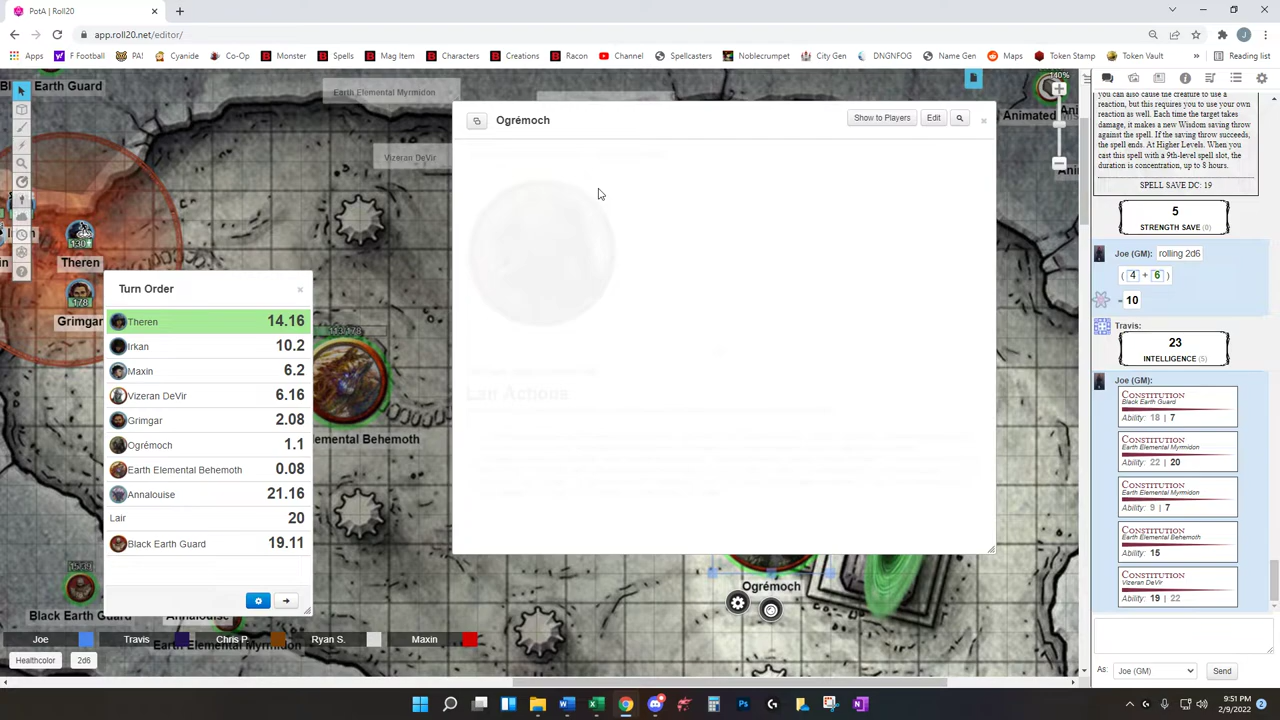 PotA | Roll20
app.roll20.net/editor/
Apps F Football PA! Cyanide Co-Op Monster Spells Mag Item Characters Creations Racon Channel Spellcasters Noblecrumpet City Gen DNGNFOG Name Gen Maps Token Stamp Token Vault Reading list
Earth Guard
Earth Elemental Myrmidon
Vizeran DeVir
140%
Animated
Theren
130
Grimgar
178
113/178
emental Behemoth
Black Earth Guard
Annalouise
Earth Elemental Myrmidon
Ogrémoch
Turn Order
Theren 14.16
Irkan 10.2
Maxin 6.2
Vizeran DeVir 6.16
Grimgar 2.08
Ogrémoch 1.1
Earth Elemental Behemoth 0.08
Annalouise 21.16
Lair 20
Black Earth Guard 19.11
Ogrémoch
Show to Players Edit
Lair Actions
Joe Travis Chris P. Ryan S. Maxin
Healthcolor 2d6
you can also cause the creature to use a
reaction, but this requires you to use your own
reaction as well. Each time the target takes
damage, it makes a new Wisdom saving throw
against the spell. If the saving throw succeeds,
the spell ends. At Higher Levels. When you
cast this spell with a 9th-level spell slot, the
duration is concentration, up to 8 hours.
SPELL SAVE DC: 19
5
STRENGTH SAVE (0)
Joe (GM): rolling 2d6
( 4 + 6 )
= 10
Travis:
23
INTELLIGENCE (5)
Joe (GM):
CONSTITUTION
Black Earth Guard
Ability: 18 | 7
CONSTITUTION
Earth Elemental Myrmidon
Ability: 22 | 20
CONSTITUTION
Earth Elemental Myrmidon
Ability: 9 | 7
CONSTITUTION
Earth Elemental Behemoth
Ability: 15
CONSTITUTION
Vizeran DeVir
Ability: 19 | 22
As: Joe (GM) Send
9:51 PM
2/9/2022